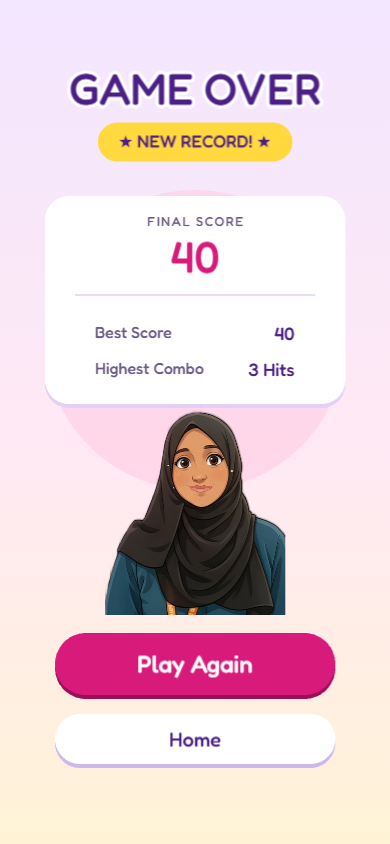 GAME OVER
★ NEW RECORD! ★
FINAL SCORE
40
Best Score 40
Highest Combo 3 Hits
Play Again
Home